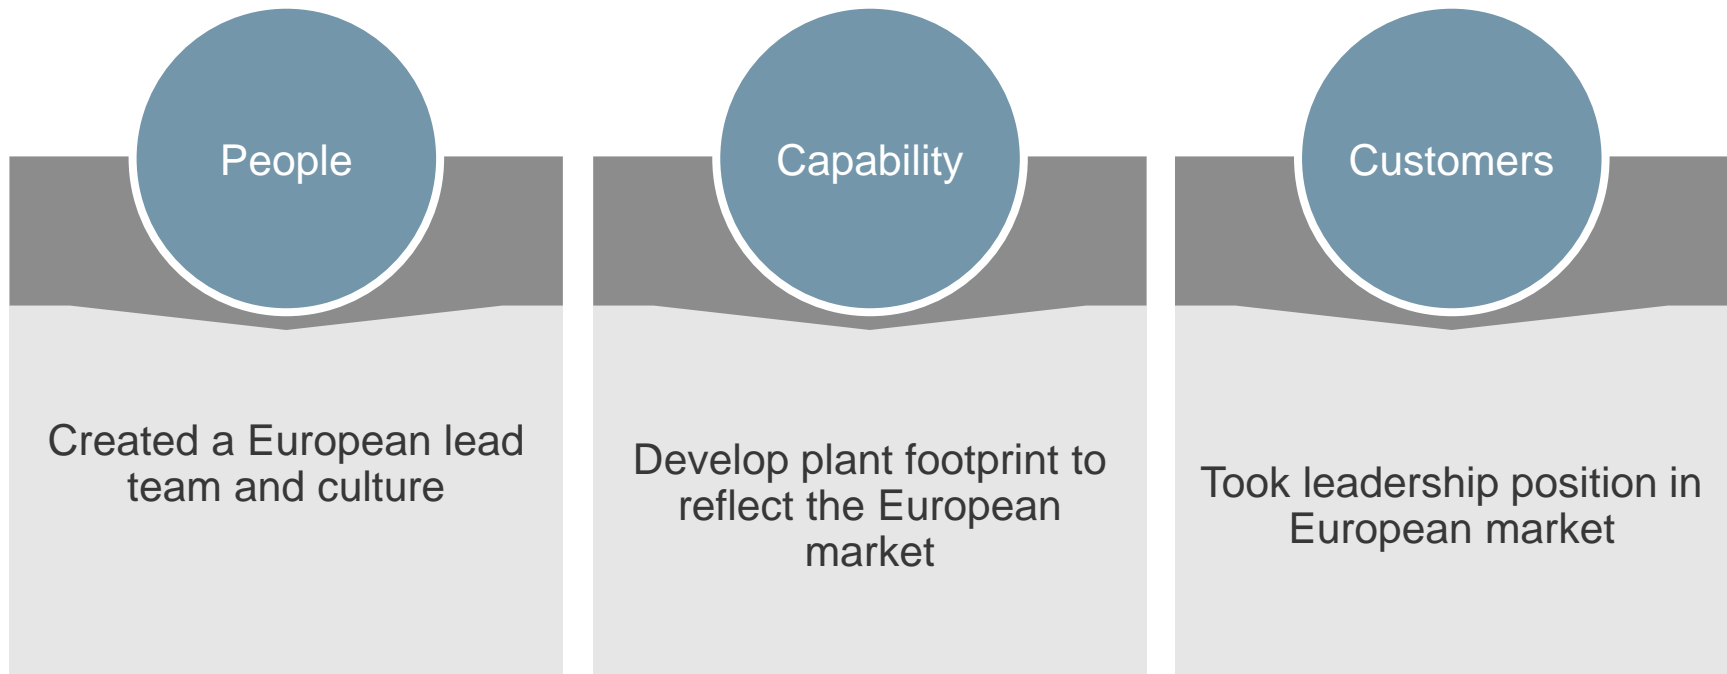 People
Created a European lead
team and culture
Capability
Develop plant footprint to
reflect the European
market
Customers
Took leadership position in
European market